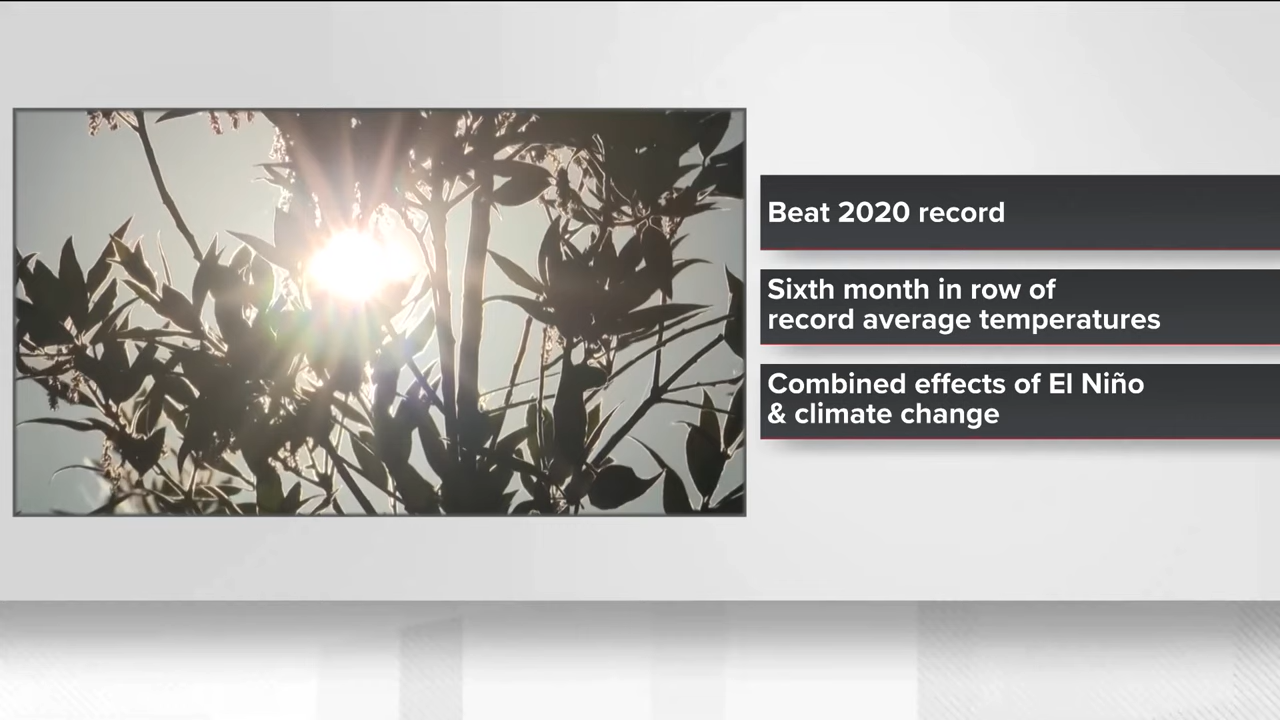 Beat 2020 record
Sixth month in row of
record average temperatures
Combined effects of El Niño
& climate change